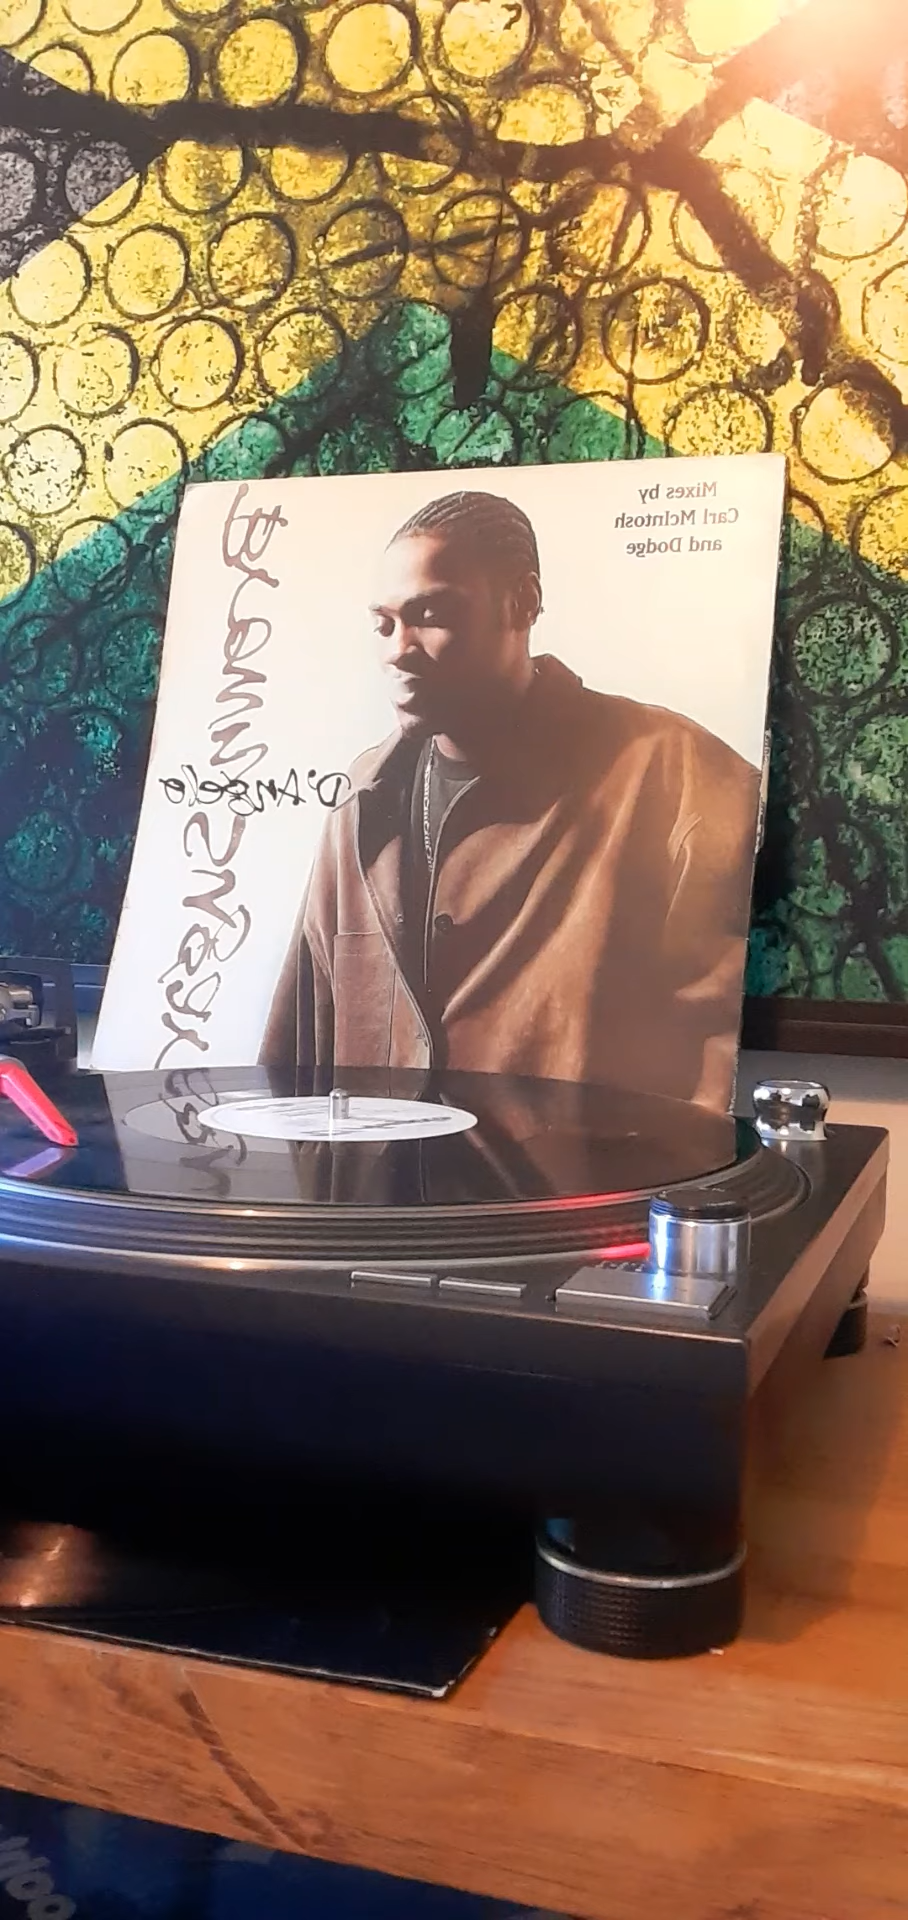 Mixes by
Carl McIntosh
and Dodge
Brown Sugar
D'Angelo